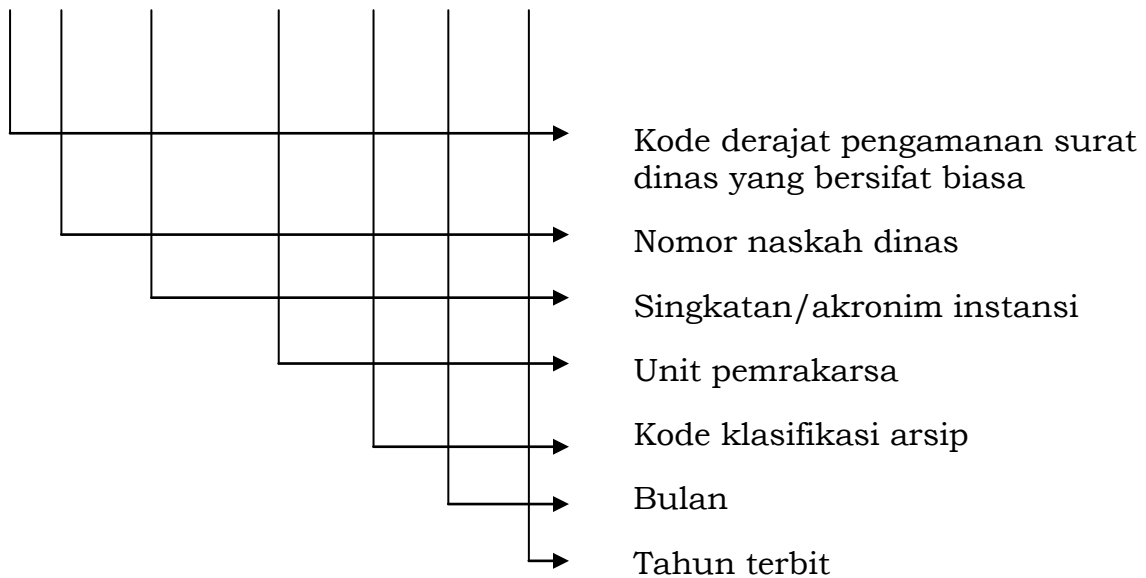 Kode derajat pengamanan surat
dinas yang bersifat biasa
Nomor naskah dinas
Singkatan/akronim instansi
Unit pemrakarsa
Kode klasifikasi arsip
Bulan
Tahun terbit